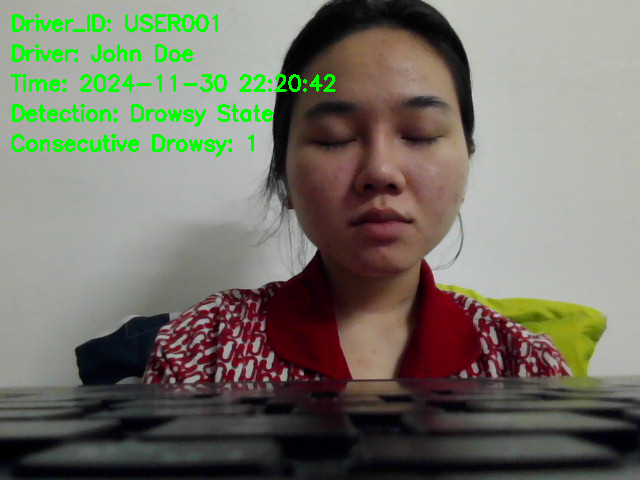 Driver_ID: USER001
Driver: John Doe
Time: 2024-11-30 22:20:42
Detection: Drowsy State
Consecutive Drowsy: 1